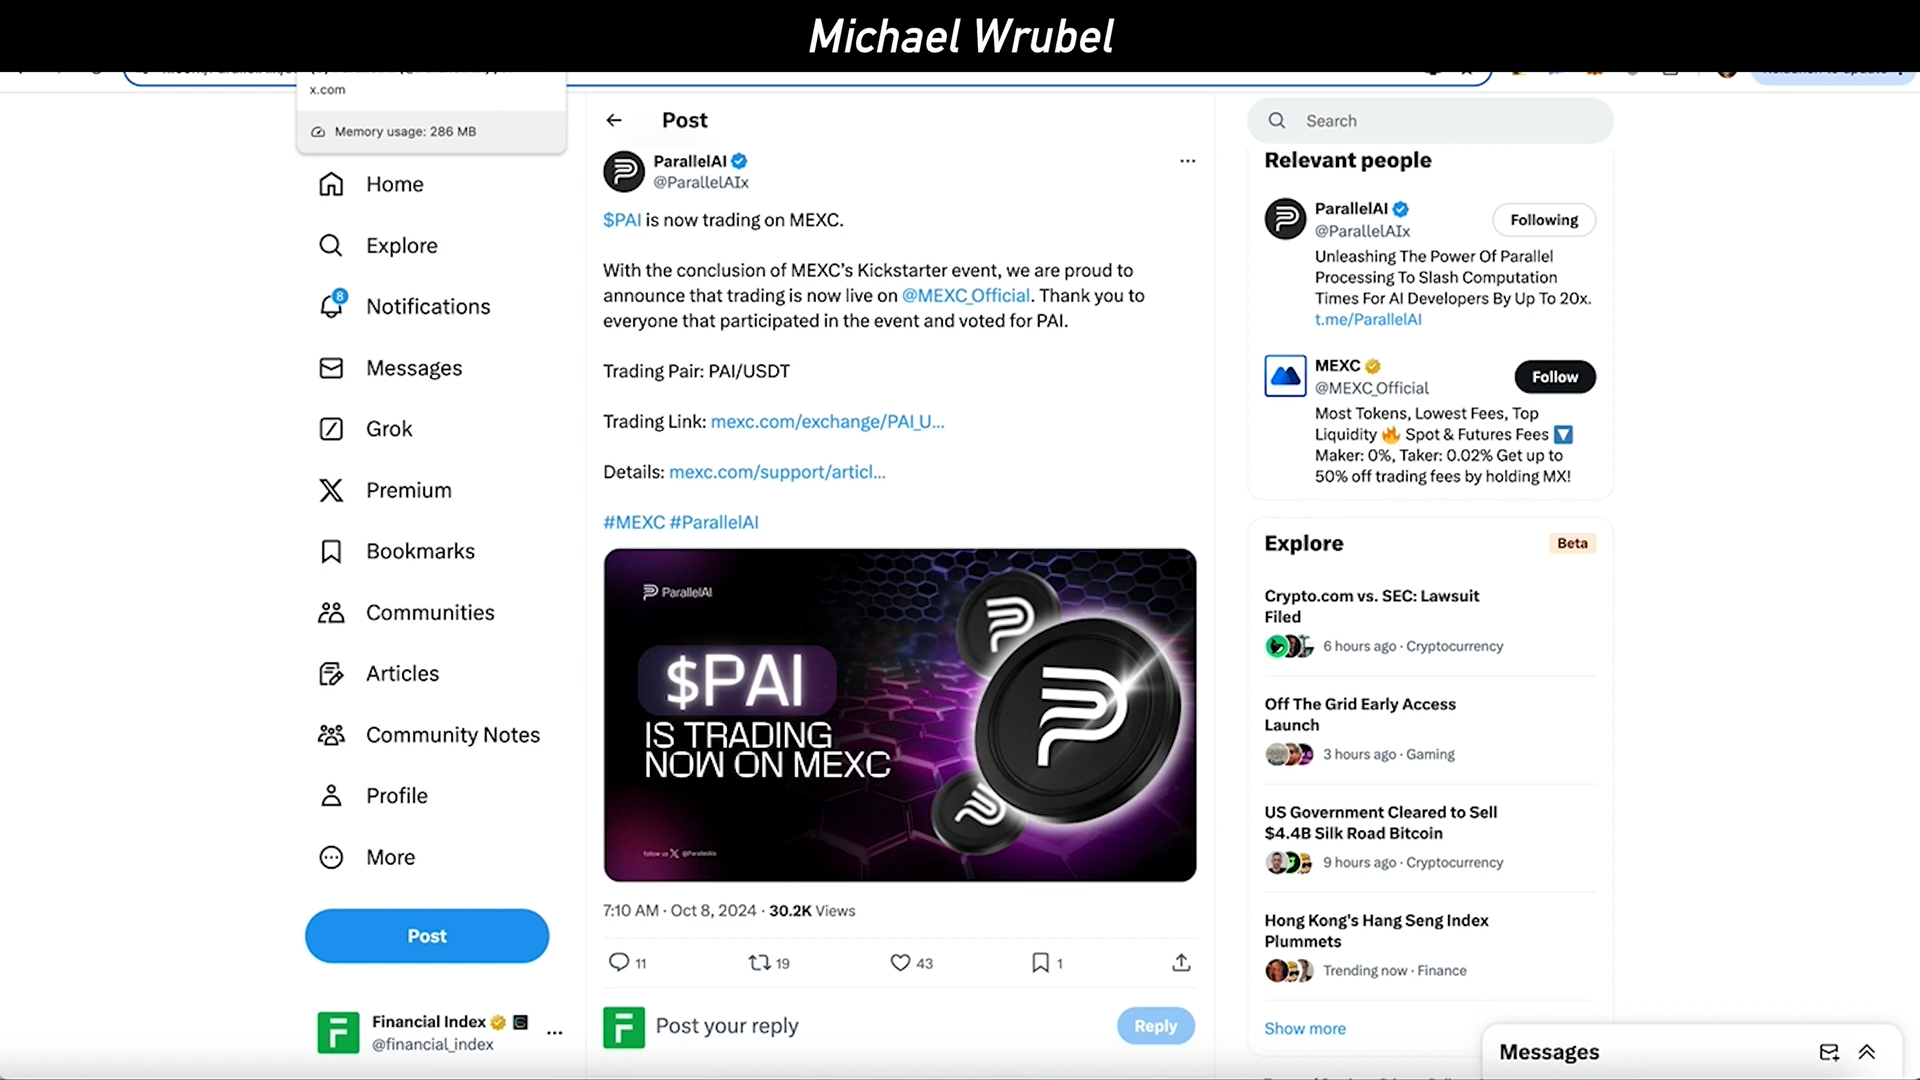 Michael Wrubel
x.com
Memory usage: 286 MB
Home
Explore
8
Notifications
Messages
Grok
Premium
Bookmarks
Communities
Articles
Community Notes
Profile
More
Post
Financial Index
@financial_index
Post
ParallelAI
@ParallelAIx
$PAI is now trading on MEXC.
With the conclusion of MEXC’s Kickstarter event, we are proud to
announce that trading is now live on @MEXC_Official. Thank you to
everyone that participated in the event and voted for PAI.
Trading Pair: PAI/USDT
Trading Link: mexc.com/exchange/PAI_U…
Details: mexc.com/support/articl…
#MEXC #ParallelAI
ParallelAI
$PAI
IS TRADING
NOW ON MEXC
follow us X @ParallelAIx
7:10 AM · Oct 8, 2024 · 30.2K Views
11
19
43
1
Post your reply
Reply
Search
Relevant people
ParallelAI
@ParallelAIx
Following
Unleashing The Power Of Parallel
Processing To Slash Computation
Times For AI Developers By Up To 20x.
t.me/ParallelAI
MEXC
@MEXC_Official
Follow
Most Tokens, Lowest Fees, Top
Liquidity 🔥 Spot & Futures Fees 🔽
Maker: 0%, Taker: 0.02% Get up to
50% off trading fees by holding MX!
Explore
Beta
Crypto.com vs. SEC: Lawsuit
Filed
6 hours ago · Cryptocurrency
Off The Grid Early Access
Launch
3 hours ago · Gaming
US Government Cleared to Sell
$4.4B Silk Road Bitcoin
9 hours ago · Cryptocurrency
Hong Kong's Hang Seng Index
Plummets
Trending now · Finance
Show more
Messages